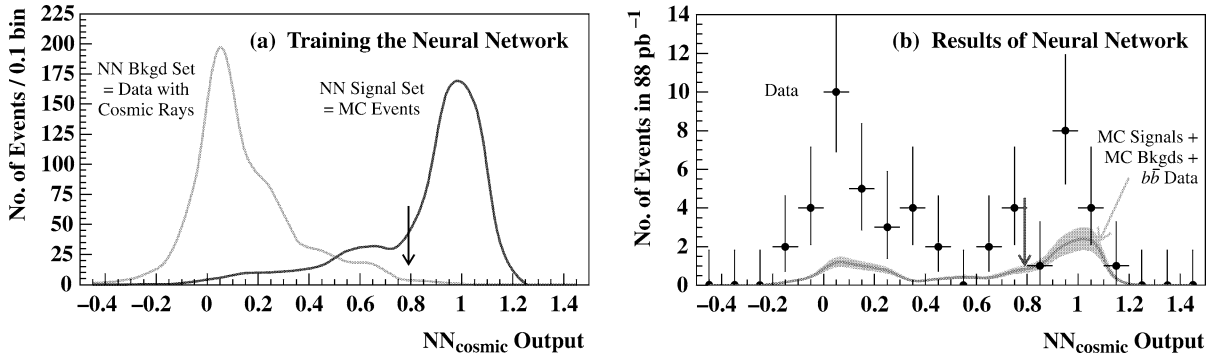 225
200
175
150
125
100
75
50
25
0
No. of Events / 0.1 bin
(a) Training the Neural Network
NN Bkgd Set
= Data with
Cosmic Rays
NN Signal Set
= MC Events
−0.4 −0.2 0 0.2 0.4 0.6 0.8 1 1.2 1.4
NNcosmic Output
14
12
10
8
6
4
2
0
No. of Events in 88 pb−1
(b) Results of Neural Network
Data
MC Signals +
MC Bkgds +
bb̄ Data
−0.4 −0.2 0 0.2 0.4 0.6 0.8 1 1.2 1.4
NNcosmic Output